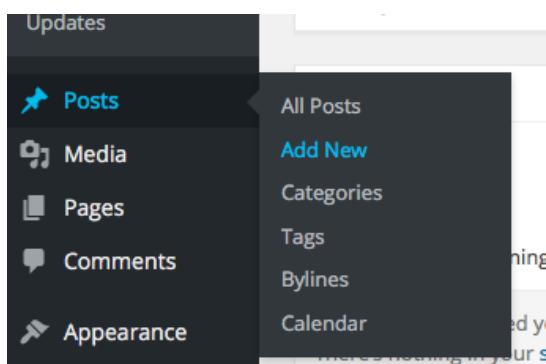 Updates
Posts
Media
Pages
Comments
Appearance
All Posts
Add New
Categories
Tags
Bylines
Calendar